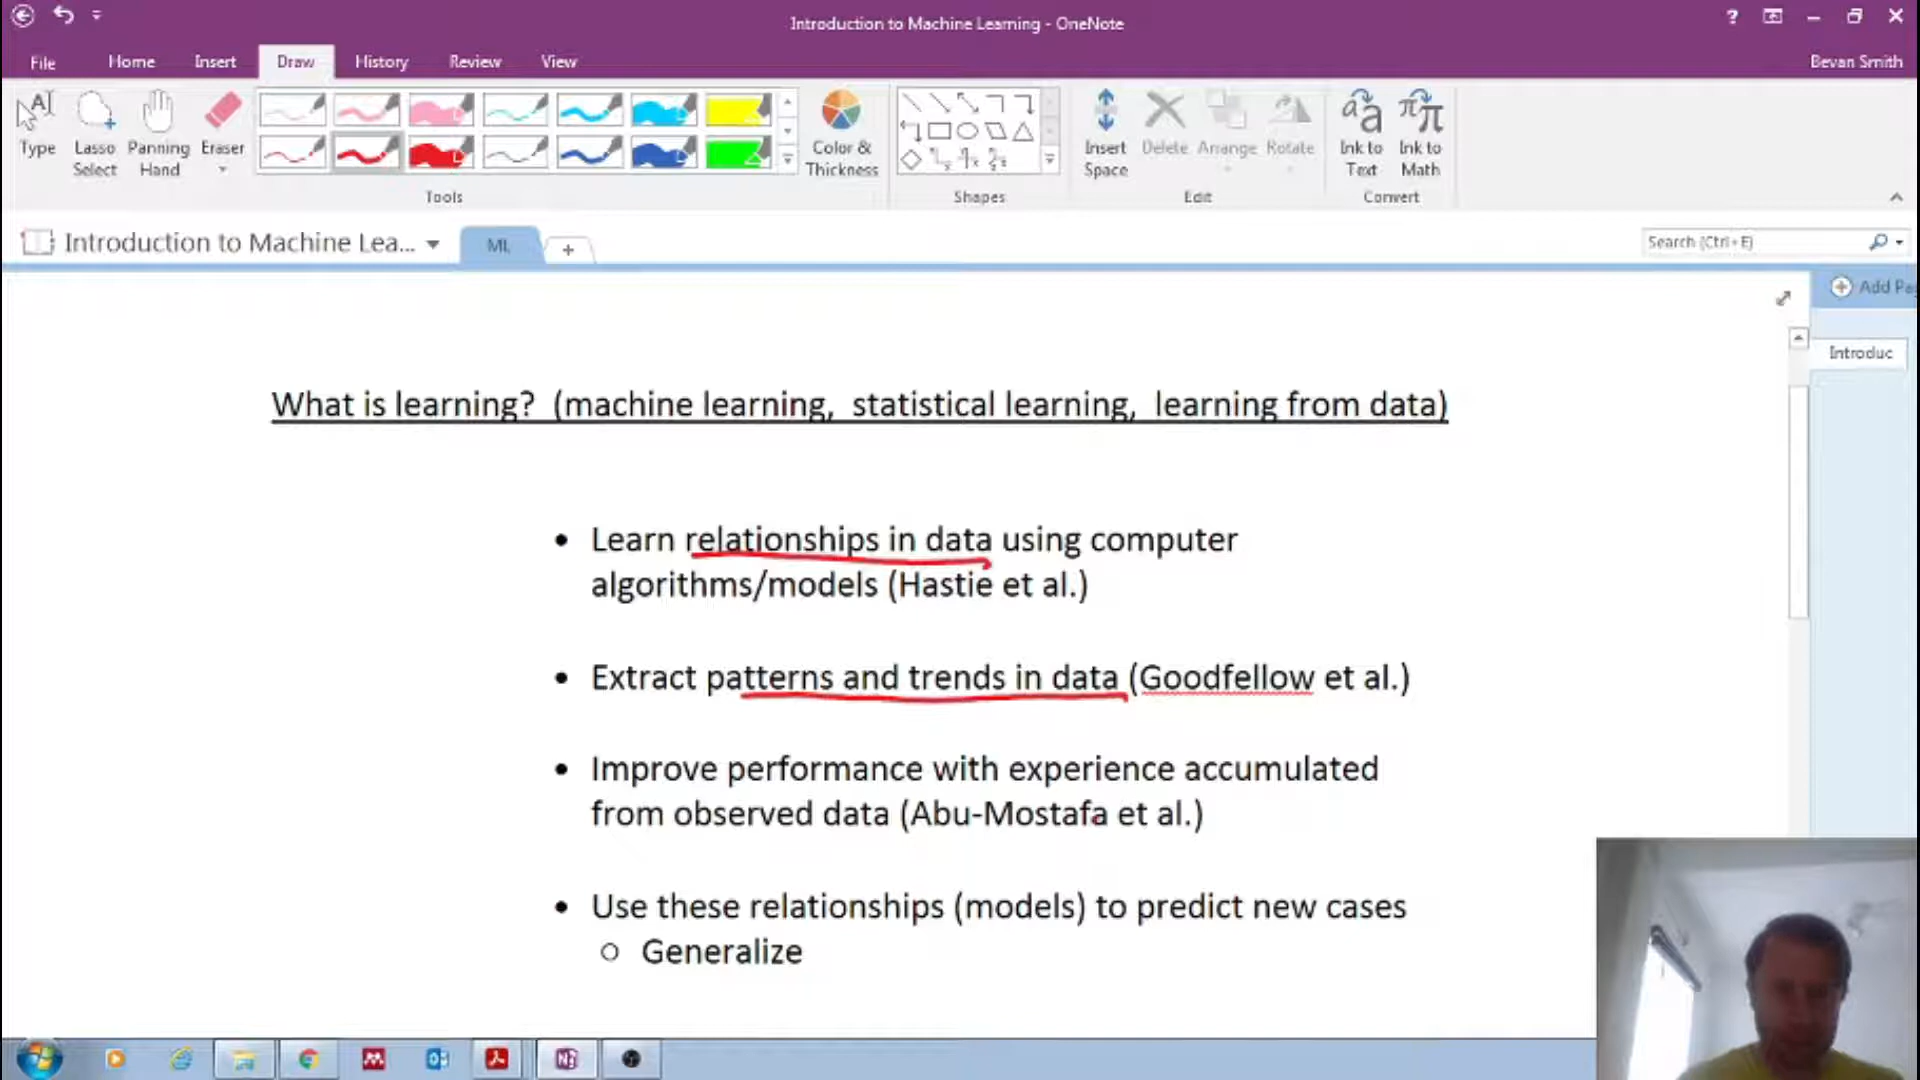 Introduction to Machine Learning - OneNote
File Home Insert Draw History Review View Bevan Smith
Type
Lasso Select
Panning Hand
Eraser
Color & Thickness
Insert Space
Delete
Arrange
Rotate
Ink to Text
Ink to Math
Tools Shapes Edit Convert
Introduction to Machine Lea... ML + Search (Ctrl+E)
Add Pa
Introduc
What is learning? (machine learning, statistical learning, learning from data)
• Learn relationships in data using computer
algorithms/models (Hastie et al.)
• Extract patterns and trends in data (Goodfellow et al.)
• Improve performance with experience accumulated
from observed data (Abu-Mostafa et al.)
• Use these relationships (models) to predict new cases
○ Generalize